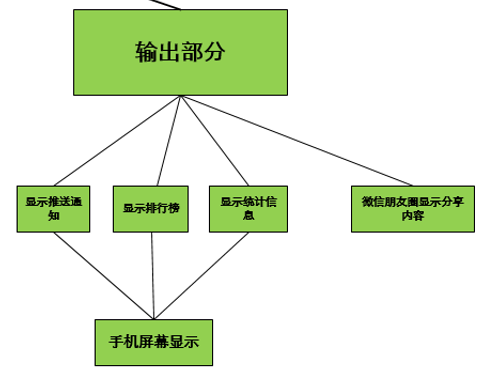 输出部分
显示推送通
知
显示排行榜
显示统计信
息
微信朋友圈显示分享
内容
手机屏幕显示